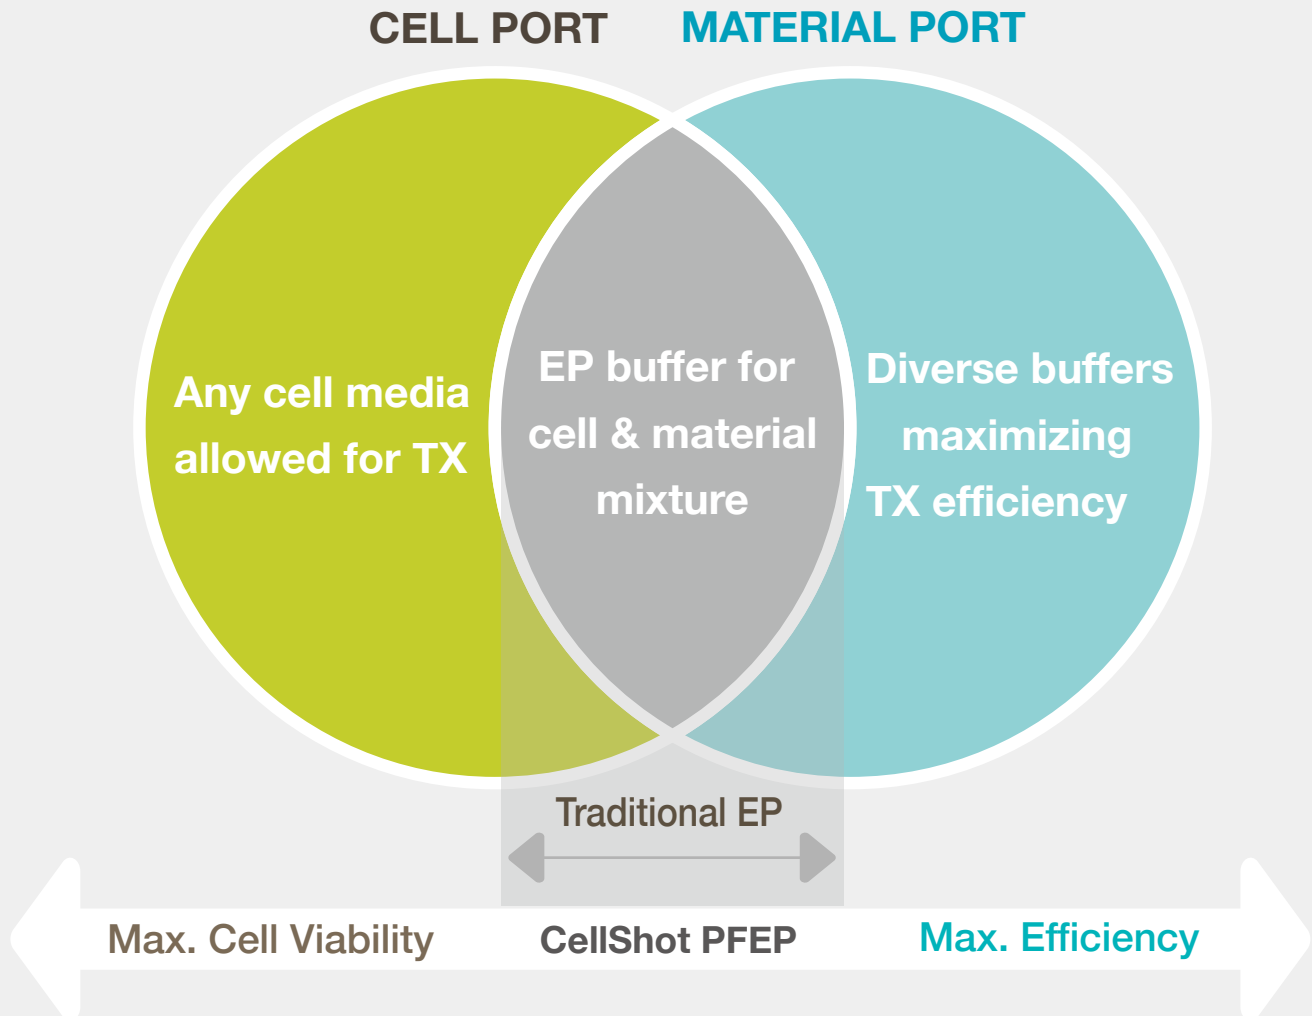 CELL PORT
MATERIAL PORT
Any cell media
allowed for TX
EP buffer for
cell & material
mixture
Diverse buffers
maximizing
TX efficiency
Traditional EP
Max. Cell Viability
CellShot PFEP
Max. Efficiency